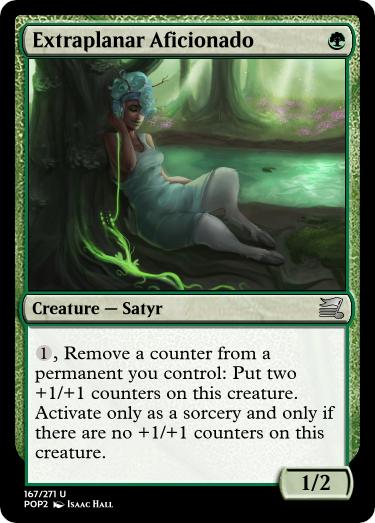 Extraplanar Aficionado
Creature — Satyr
1, Remove a counter from a
permanent you control: Put two
+1/+1 counters on this creature.
Activate only as a sorcery and only if
there are no +1/+1 counters on this
creature.
1/2
167/271 U
POP2 Isaac Hall